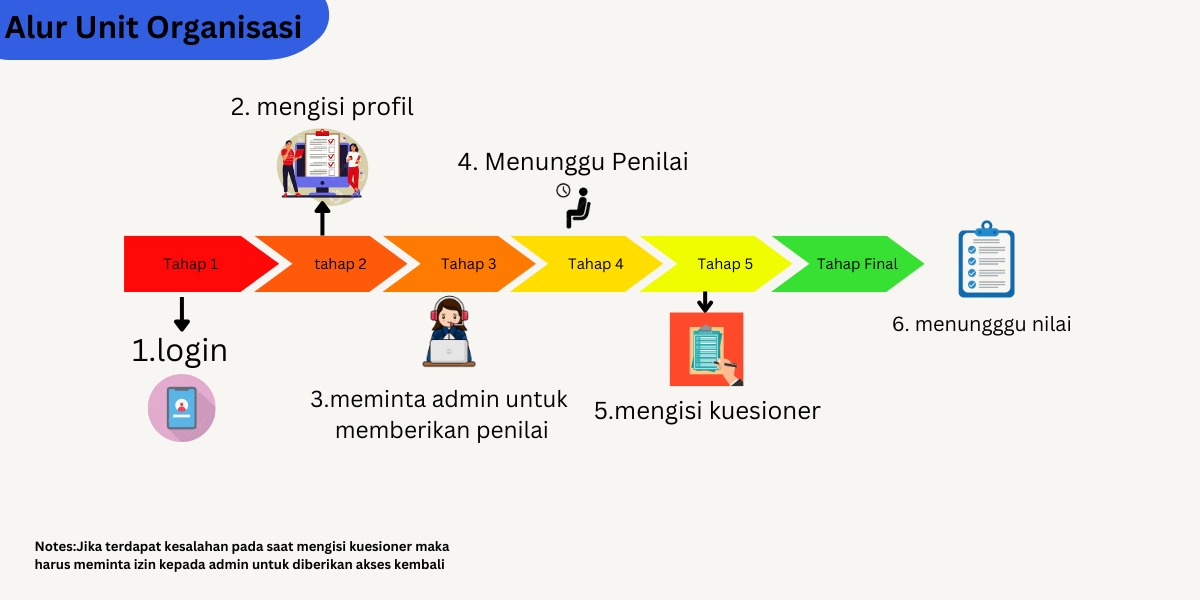 Alur Unit Organisasi
2. mengisi profil
4. Menunggu Penilai
Tahap 1
tahap 2
Tahap 3
Tahap 4
Tahap 5
Tahap Final
1.login
3.meminta admin untuk
memberikan penilai
5.mengisi kuesioner
6. menungggu nilai
Notes:Jika terdapat kesalahan pada saat mengisi kuesioner maka
harus meminta izin kepada admin untuk diberikan akses kembali